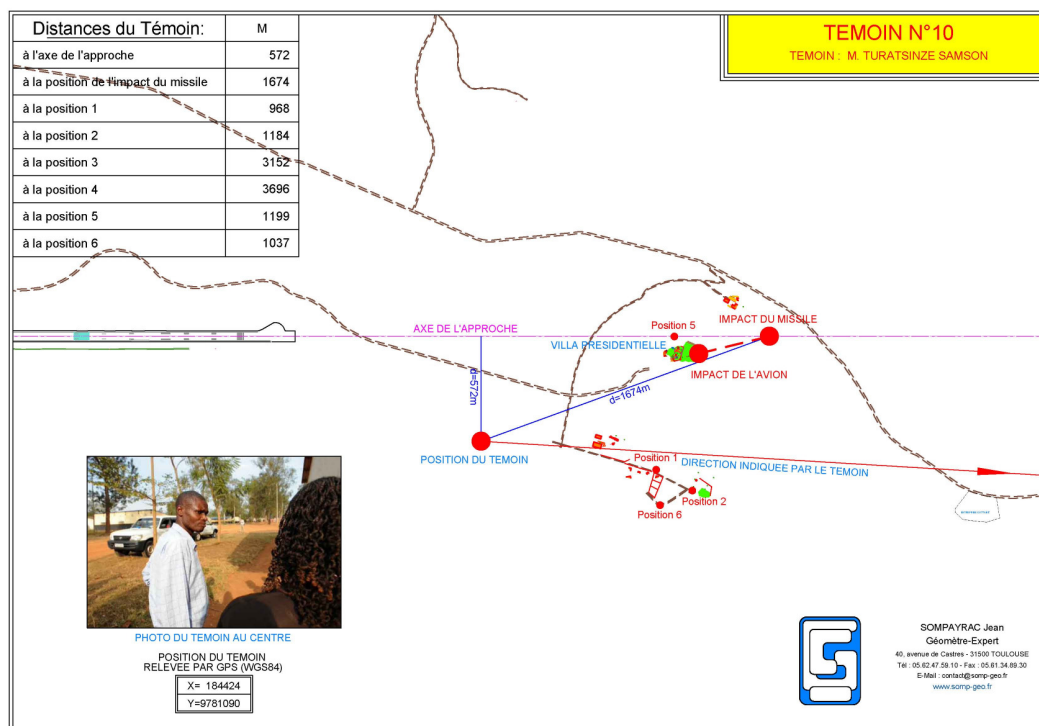 Distances du Témoin: M
à l'axe de l'approche 572
à la position de l'impact du missile 1674
à la position 1 968
à la position 2 1184
à la position 3 3152
à la position 4 3696
à la position 5 1199
à la position 6 1037
TEMOIN N°10
TEMOIN : M. TURATSINZE SAMSON
IMPACT DU MISSILE
Position 5
AXE DE L'APPROCHE
VILLA PRESIDENTIELLE
IMPACT DE L'AVION
d=572m
d=1674m
POSITION DU TEMOIN
Position 1
DIRECTION INDIQUEE PAR LE TEMOIN
Position 2
Position 6
PHOTO DU TEMOIN AU CENTRE
POSITION DU TEMOIN
RELEVEE PAR GPS (WGS84)
X= 184424
Y=9781090
SOMPAYRAC Jean
Géomètre-Expert
40, avenue de Castres - 31500 TOULOUSE
Tél : 05.62.47.59.10 - Fax : 05.61.34.89.30
E-Mail : contact@somp-geo.fr
www.somp-geo.fr